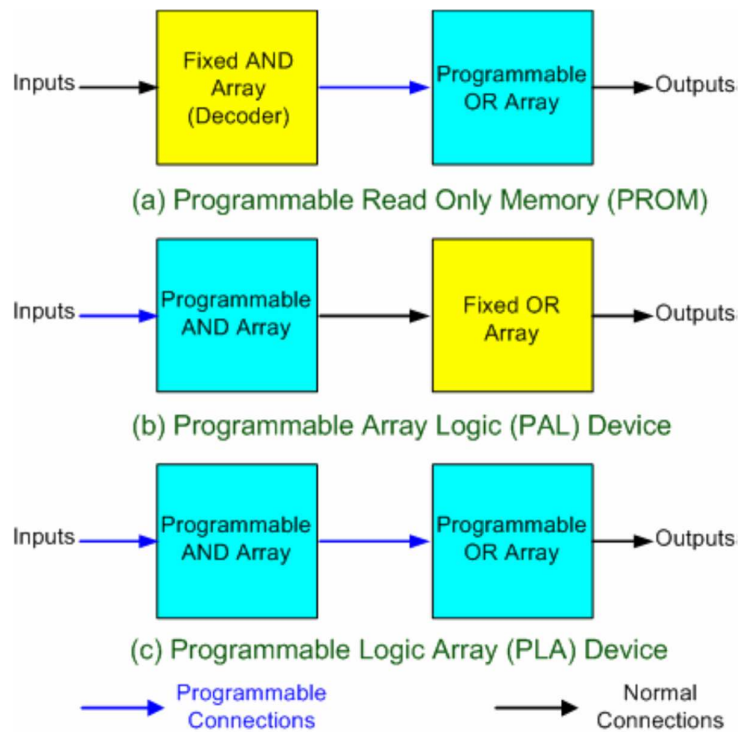 Inputs
Fixed AND
Array
(Decoder)
Programmable
OR Array
Outputs
(a) Programmable Read Only Memory (PROM)
Inputs
Programmable
AND Array
Fixed OR
Array
Outputs
(b) Programmable Array Logic (PAL) Device
Inputs
Programmable
AND Array
Programmable
OR Array
Outputs
(c) Programmable Logic Array (PLA) Device
Programmable
Connections
Normal
Connections